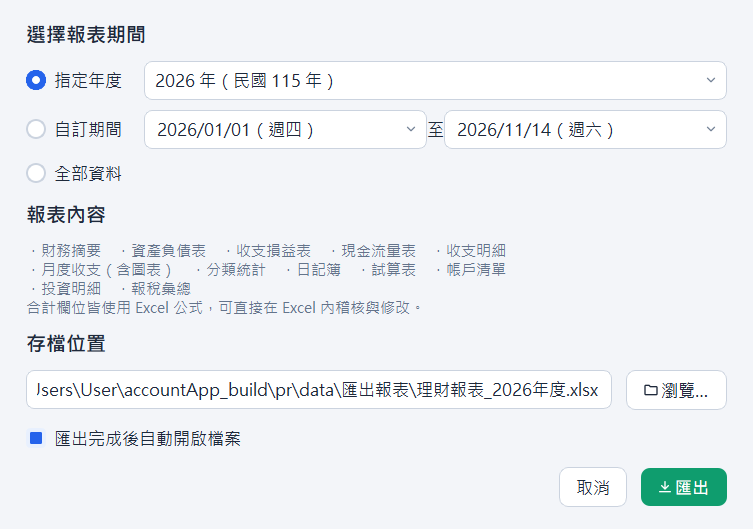 選擇報表期間
指定年度 2026 年 ( 民國 115 年 )
自訂期間 2026/01/01 ( 週四 ) 至 2026/11/14 ( 週六 )
全部資料
報表內容
· 財務摘要 · 資產負債表 · 收支損益表 · 現金流量表 · 收支明細
· 月度收支 ( 含圖表 ) · 分類統計 · 日記簿 · 試算表 · 帳戶清單
· 投資明細 · 報稅彙總
合計欄位皆使用 Excel 公式，可直接在 Excel 內稽核與修改。
存檔位置
Jsers\User\accountApp_build\pr\data\匯出報表\理財報表_2026年度.xlsx 瀏覽...
匯出完成後自動開啟檔案
取消 匯出